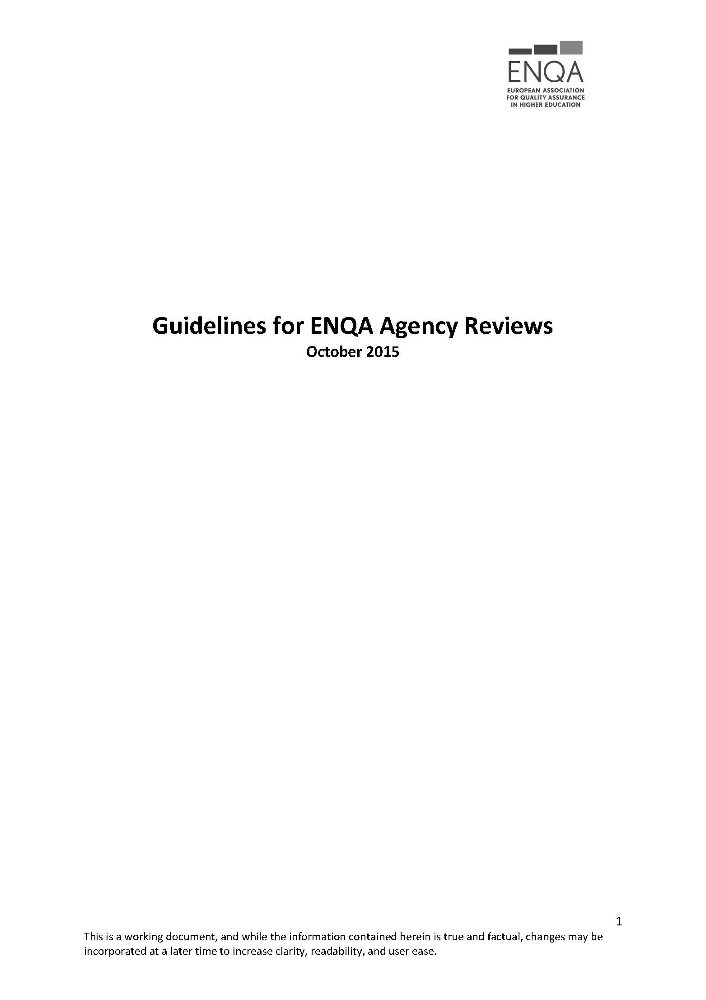 ENQA
EUROPEAN ASSOCIATION
FOR QUALITY ASSURANCE
IN HIGHER EDUCATION
Guidelines for ENQA Agency Reviews
October 2015
1
This is a working document, and while the information contained herein is true and factual, changes may be
incorporated at a later time to increase clarity, readability, and user ease.